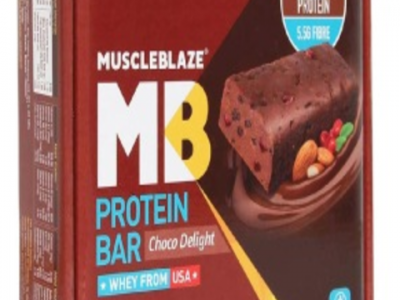 PROTEIN
5.5G FIBRE
MUSCLEBLAZE®
MB
PROTEIN
BAR Choco Delight
WHEY FROM USA